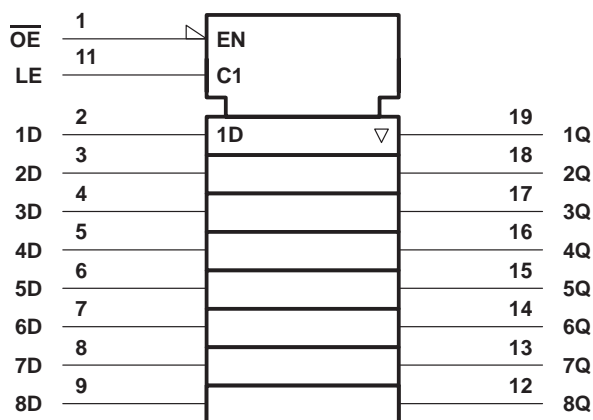 1
O̅E̅ EN
11
LE C1
2 19
1D 1D 1Q
3 18
2D 2Q
4 17
3D 3Q
5 16
4D 4Q
6 15
5D 5Q
7 14
6D 6Q
8 13
7D 7Q
9 12
8D 8Q